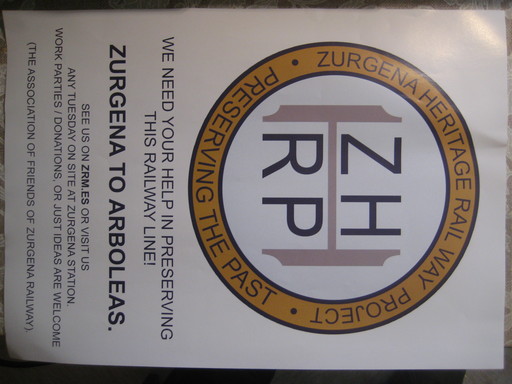 ZURGENA HERITAGE RAIL WAY PROJECT •
PRESERVING THE PAST •
ZH
RP
WE NEED YOUR HELP IN PRESERVING
THIS RAILWAY LINE!
ZURGENA TO ARBOLEAS.
SEE US ON ZRM.ES OR VISIT US
ANY TUESDAY ON SITE AT ZURGENA STATION.
WORK PARTIES / DONATIONS, OR JUST IDEAS ARE WELCOME
(THE ASSOCIATION OF FRIENDS OF ZURGENA RAILWAY).